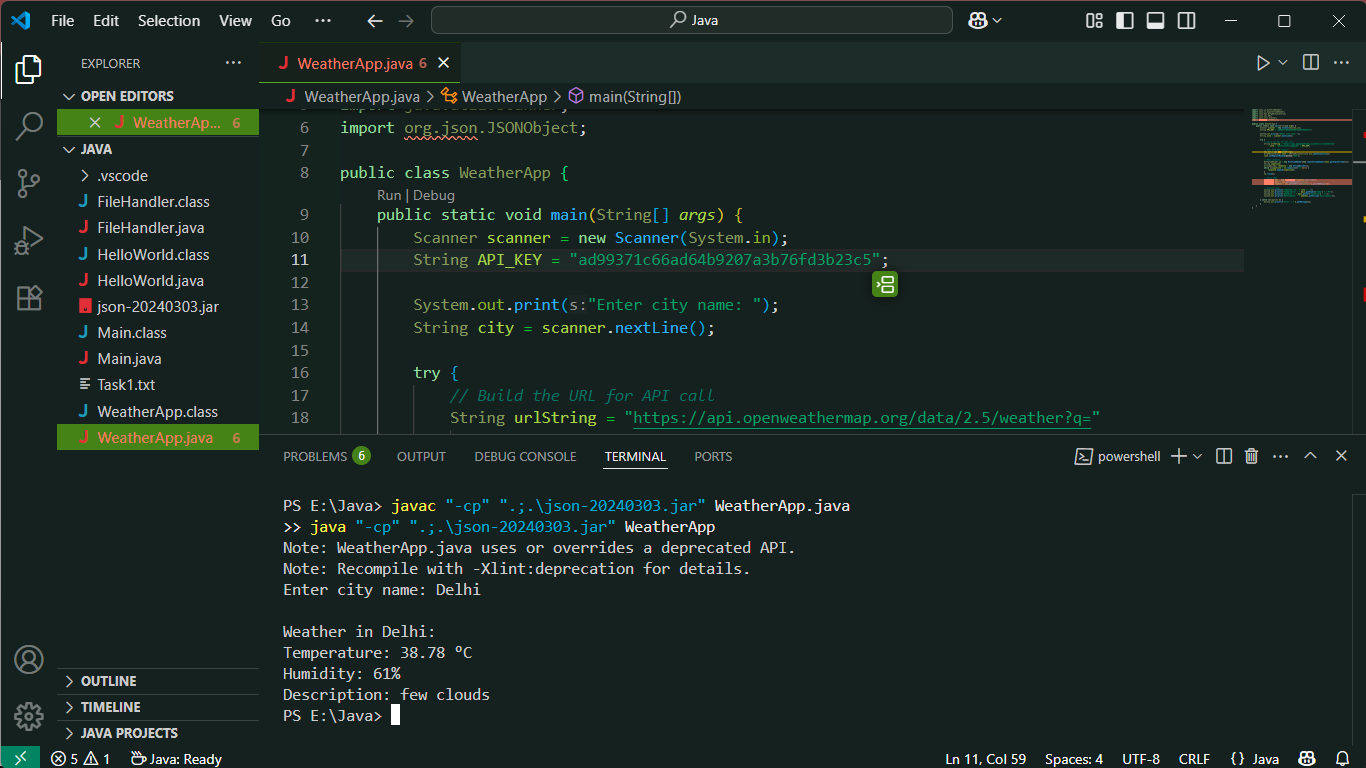 File Edit Selection View Go ··· Java
EXPLORER ···
OPEN EDITORS
WeatherAp... 6
JAVA
.vscode
FileHandler.class
FileHandler.java
HelloWorld.class
HelloWorld.java
json-20240303.jar
Main.class
Main.java
Task1.txt
WeatherApp.class
WeatherApp.java 6
OUTLINE
TIMELINE
JAVA PROJECTS
WeatherApp.java 6
WeatherApp.java > WeatherApp > main(String[])
6 import org.json.JSONObject;
7
8 public class WeatherApp {
Run | Debug
9 public static void main(String[] args) {
10 Scanner scanner = new Scanner(System.in);
11 String API_KEY = "ad99371c66ad64b9207a3b76fd3b23c5";
12
13 System.out.print(s:"Enter city name: ");
14 String city = scanner.nextLine();
15
16 try {
17 // Build the URL for API call
18 String urlString = "https://api.openweathermap.org/data/2.5/weather?q="
PROBLEMS 6 OUTPUT DEBUG CONSOLE TERMINAL PORTS powershell
PS E:\Java> javac "-cp" ".;.\json-20240303.jar" WeatherApp.java
>> java "-cp" ".;.\json-20240303.jar" WeatherApp
Note: WeatherApp.java uses or overrides a deprecated API.
Note: Recompile with -Xlint:deprecation for details.
Enter city name: Delhi
Weather in Delhi:
Temperature: 38.78 °C
Humidity: 61%
Description: few clouds
PS E:\Java>
5 1 Java: Ready Ln 11, Col 59 Spaces: 4 UTF-8 CRLF {} Java